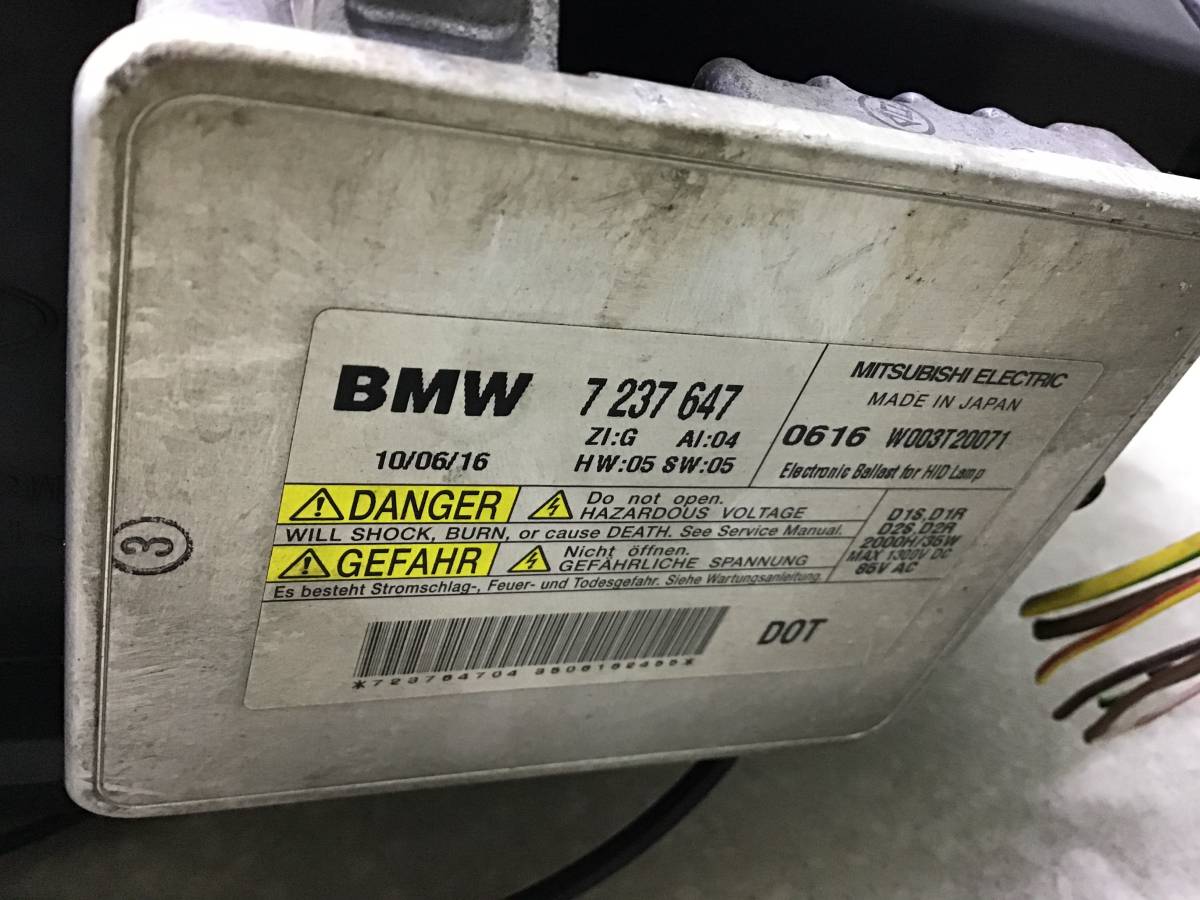 BMW 7 237 647
ZI:G AI:04
10/06/16 HW:05 SW:05
MITSUBISHI ELECTRIC
MADE IN JAPAN
0616 W003T20071
Electronic Ballast for HID Lamp
DANGER Do not open.
HAZARDOUS VOLTAGE
WILL SHOCK, BURN, or cause DEATH. See Service Manual.
GEFAHR Nicht öffnen.
GEFÄHRLICHE SPANNUNG
Es besteht Stromschlag-, Feuer- und Todesgefahr. Siehe Wartungsanleitung.
D1S,D1R
D2S,D2R
2000H/35W
MAX 1300V DC
85V AC
DOT
*723764704
3